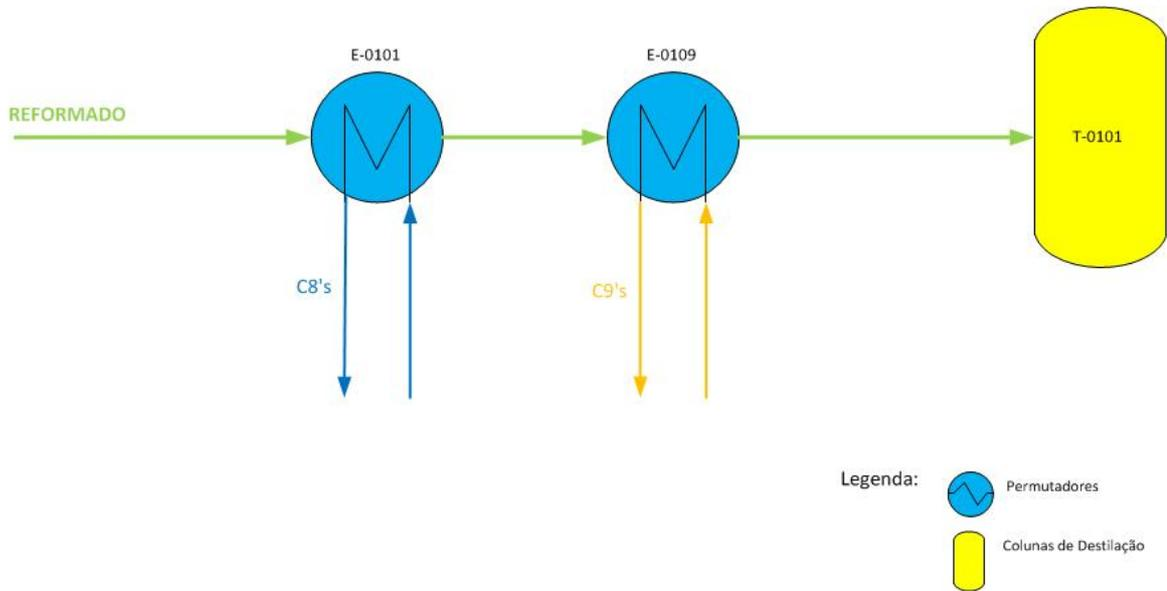 E-0101
E-0109
REFORMADO
T-0101
C8's
C9's
Legenda:
Permutadores
Colunas de Destilação